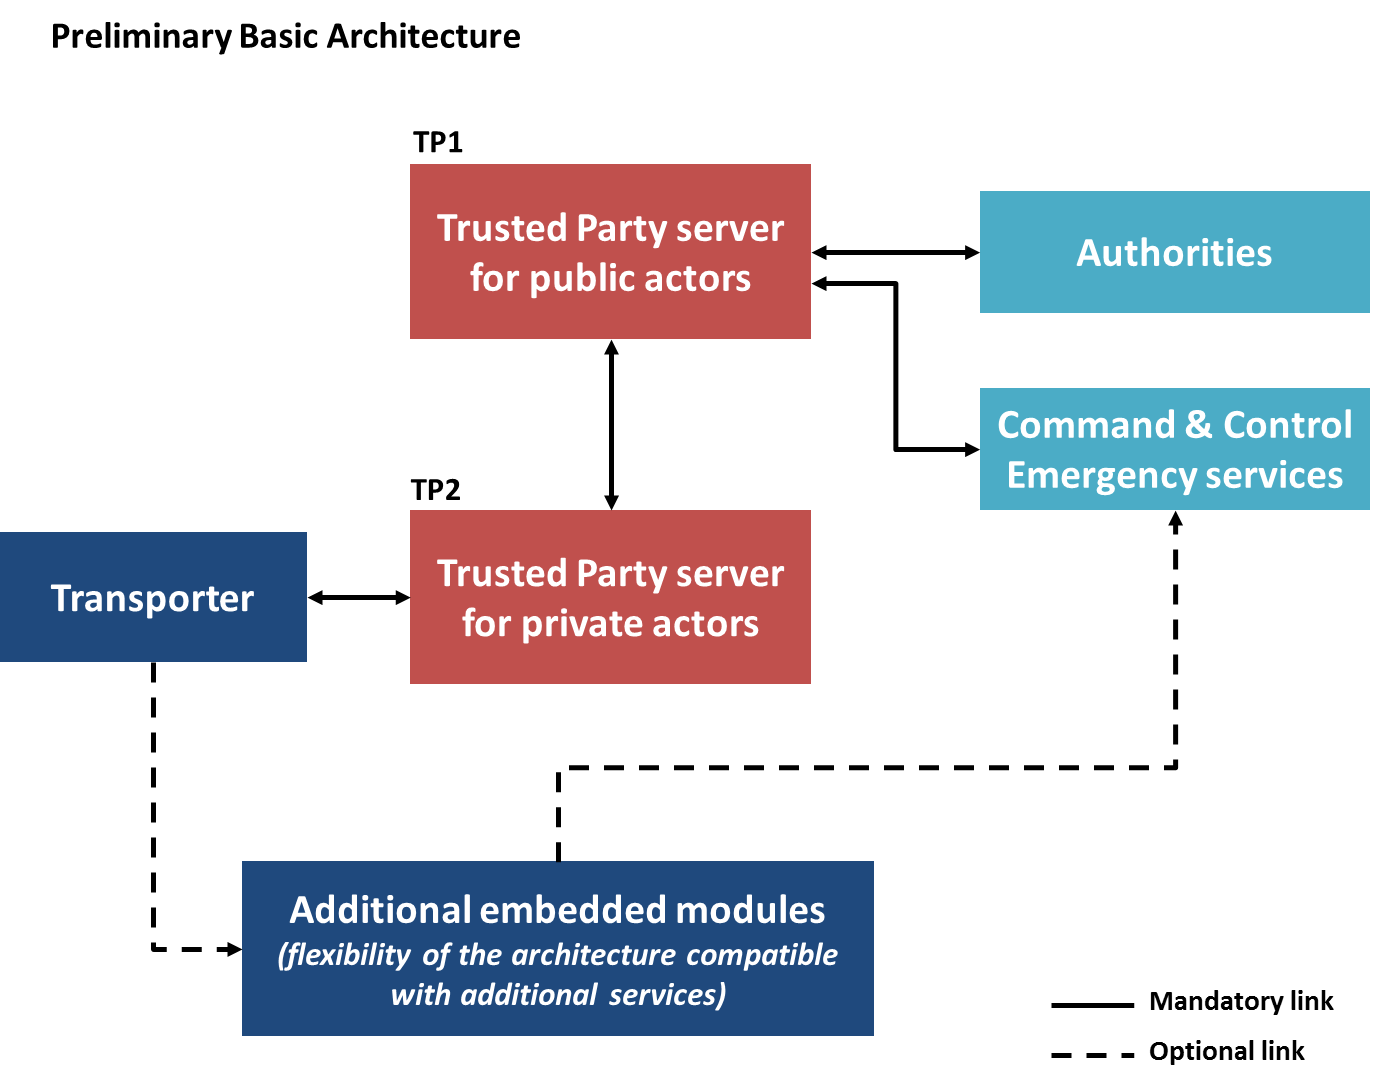 Preliminary Basic Architecture
TP1
Trusted Party server
for public actors
Authorities
Command & Control
Emergency services
TP2
Trusted Party server
for private actors
Transporter
Additional embedded modules
(flexibility of the architecture compatible
with additional services)
Mandatory link
Optional link